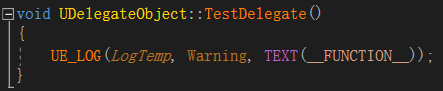 void UDelegateObject::TestDelegate()
{
UE_LOG(LogTemp, Warning, TEXT(__FUNCTION__));
}